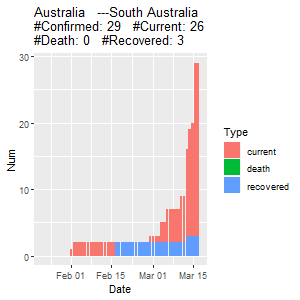 Australia   ---South Australia
#Confirmed: 29   #Current: 26
#Death: 0   #Recovered: 3
Num
30
20
10
0
Feb 01 Feb 15 Mar 01 Mar 15
Date
Type
current
death
recovered